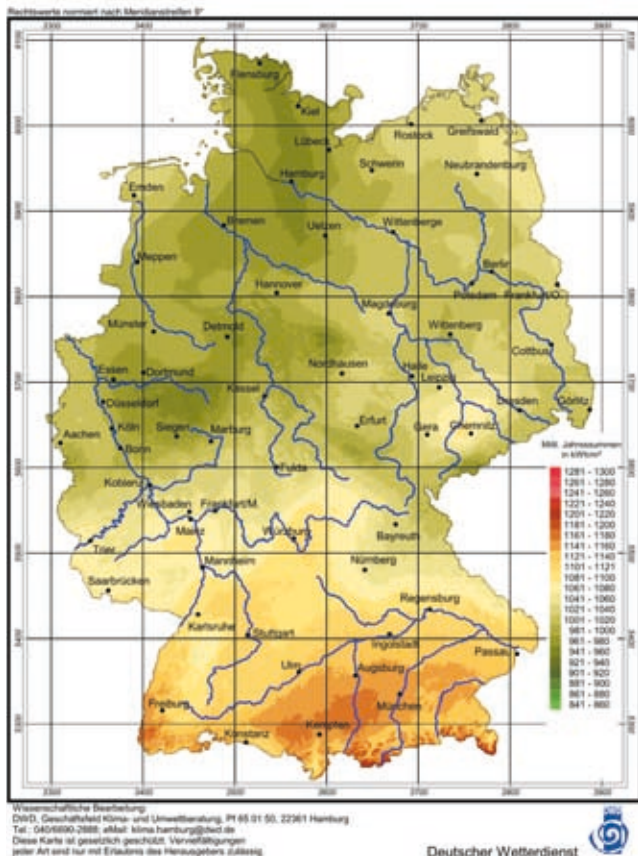 Rechtswerte normiert nach Meridianstreifen 9°
3300 3400 3500 3600 3700 3800 3900
Flensburg
Kiel
Rostock
Greifswald
Lübeck
Schwerin
Neubrandenburg
Hamburg
Emden
Bremen
Uelzen
Wittenberge
Meppen
Berlin
Hannover
Potsdam
Frankfurt/O.
Magdeburg
Münster
Detmold
Wittenberg
Cottbus
Nordhausen
Halle
Essen
Dortmund
Leipzig
Kassel
Düsseldorf
Dresden
Görlitz
Köln
Siegen
Marburg
Erfurt
Gera
Chemnitz
Aachen
Bonn
Fulda
Koblenz
Wiesbaden
Frankfurt/M.
Mainz
Würzburg
Bayreuth
Trier
Mannheim
Nürnberg
Saarbrücken
Regensburg
Karlsruhe
Stuttgart
Ingolstadt
Passau
Ulm
Augsburg
Freiburg
München
Kempten
Konstanz
Mittl. Jahressummen
in kWh/m²
1281 - 1300
1261 - 1280
1241 - 1260
1221 - 1240
1201 - 1220
1181 - 1200
1161 - 1180
1141 - 1160
1121 - 1140
1101 - 1121
1081 - 1100
1061 - 1080
1041 - 1060
1021 - 1040
1001 - 1020
981 - 1000
961 - 980
941 - 960
921 - 940
901 - 920
881 - 900
861 - 880
841 - 860
Wissenschaftliche Bearbeitung:
DWD, Geschäftsfeld Klima- und Umweltberatung, Pf 65 01 50, 22361 Hamburg
Tel.: 040/6690-2888; eMail: klima.hamburg@dwd.de
Diese Karte ist gesetzlich geschützt. Vervielfältigungen
jeder Art sind nur mit Erlaubnis des Herausgebers zulässig.
Deutscher Wetterdienst